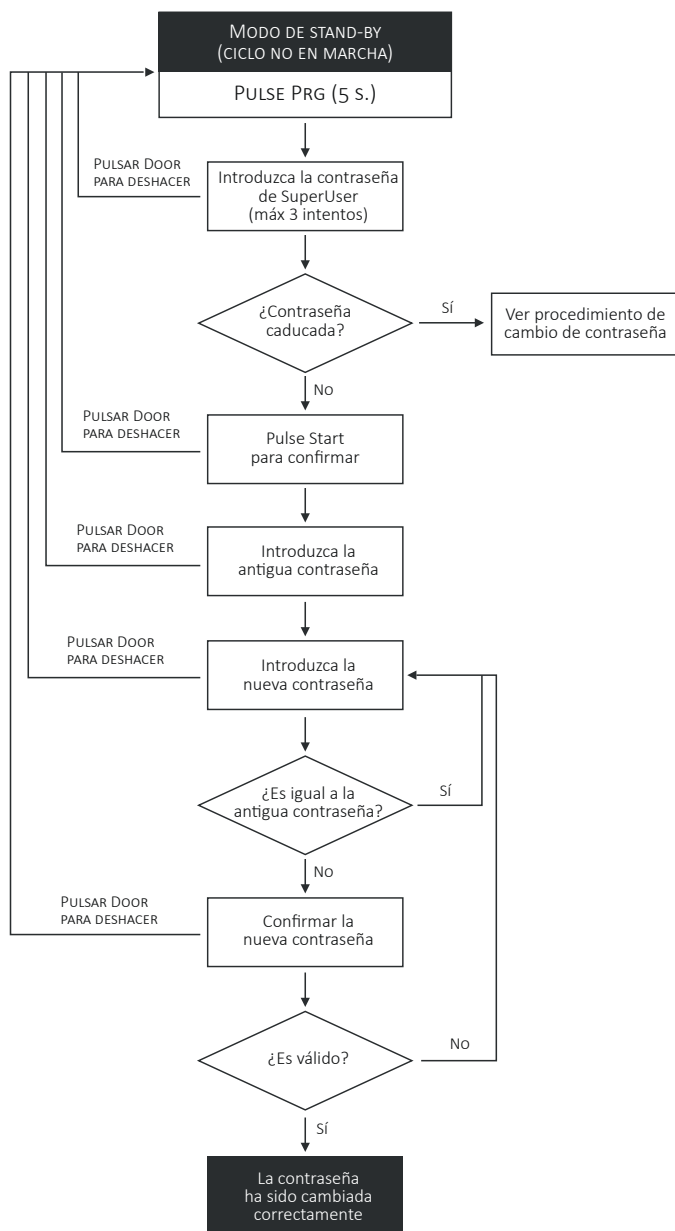 MODO DE STAND-BY
(CICLO NO EN MARCHA)
PULSE PRG (5 S.)
PULSAR DOOR
PARA DESHACER
Introduzca la contraseña
de SuperUser
(máx 3 intentos)
¿Contraseña
caducada?
Sí
Ver procedimiento de
cambio de contraseña
No
PULSAR DOOR
PARA DESHACER
Pulse Start
para confirmar
PULSAR DOOR
PARA DESHACER
Introduzca la
antigua contraseña
PULSAR DOOR
PARA DESHACER
Introduzca la
nueva contraseña
¿Es igual a la
antigua contraseña?
Sí
No
PULSAR DOOR
PARA DESHACER
Confirmar la
nueva contraseña
¿Es válido?
No
Sí
La contraseña
ha sido cambiada
correctamente